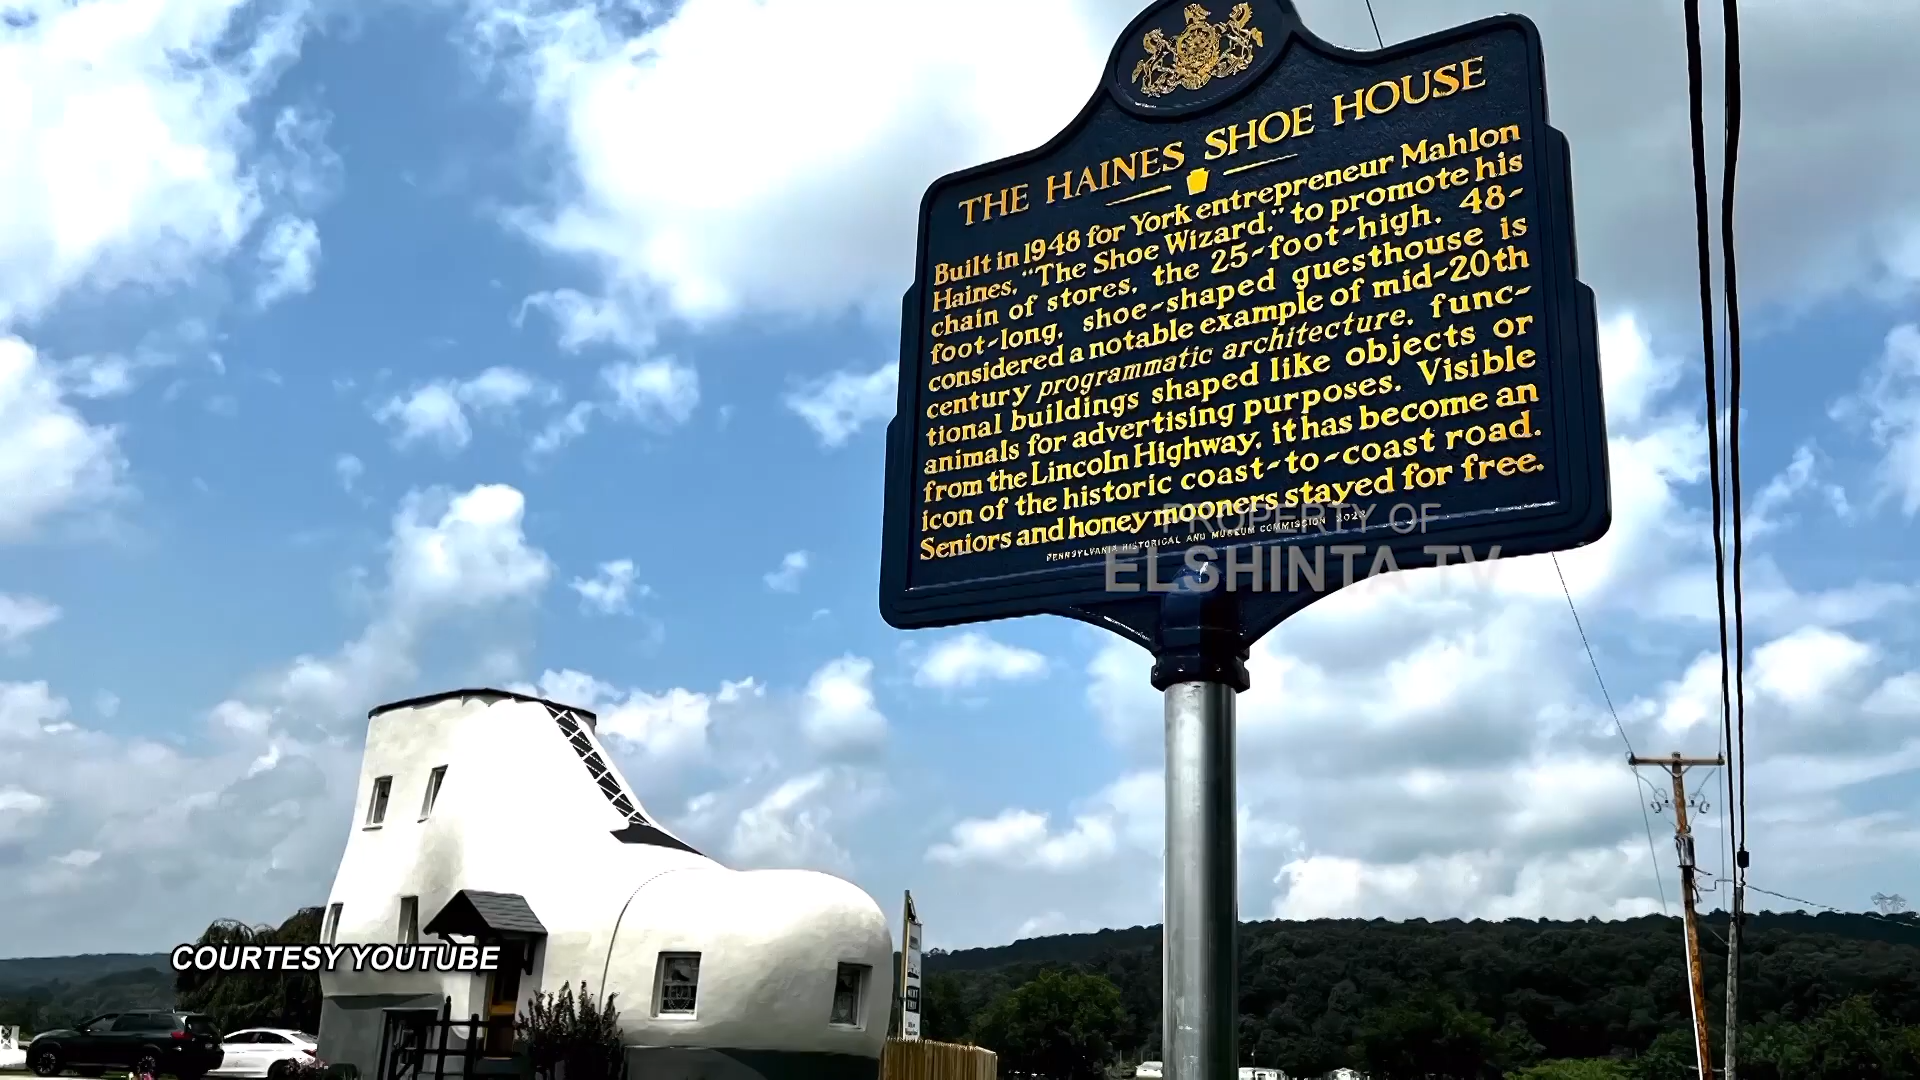 THE HAINES SHOE HOUSE
Built in 1948 for York entrepreneur Mahlon
Haines, "The Shoe Wizard," to promote his
chain of stores, the 25-foot-high, 48-
foot-long, shoe-shaped guesthouse is
considered a notable example of mid-20th
century programmatic architecture, func-
tional buildings shaped like objects or
animals for advertising purposes. Visible
from the Lincoln Highway, it has become an
icon of the historic coast-to-coast road.
Seniors and honeymooners stayed for free.
PENNSYLVANIA HISTORICAL AND MUSEUM COMMISSION 2023
PROPERTY OF
ELSHINTA TV
COURTESY YOUTUBE